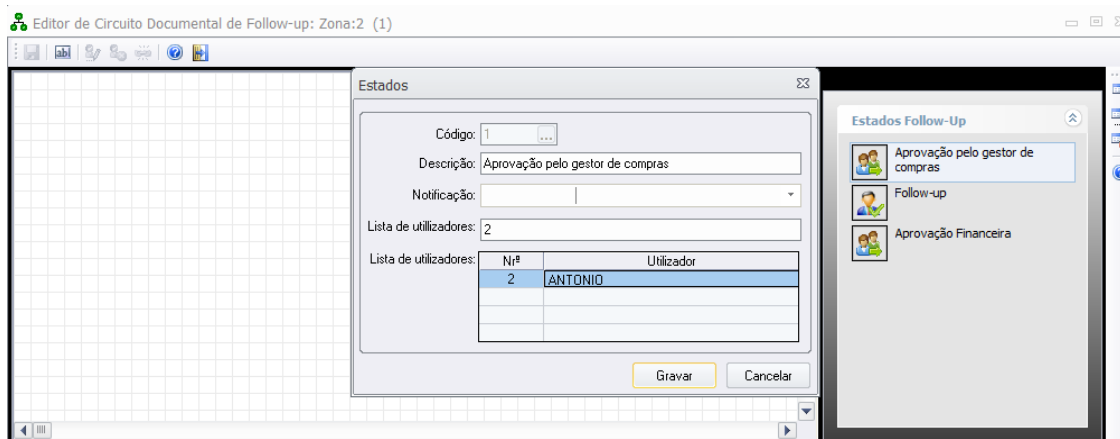 Editor de Circuito Documental de Follow-up: Zona:2 (1)
ab
Estados
Código: 1 ...
Descrição: Aprovação pelo gestor de compras
Notificação:
Lista de utillizadores: 2
Lista de utilizadores:
Nrº Utilizador
2 ANTONIO
Gravar Cancelar
Estados Follow-Up
Aprovação pelo gestor de
compras
Follow-up
Aprovação Financeira